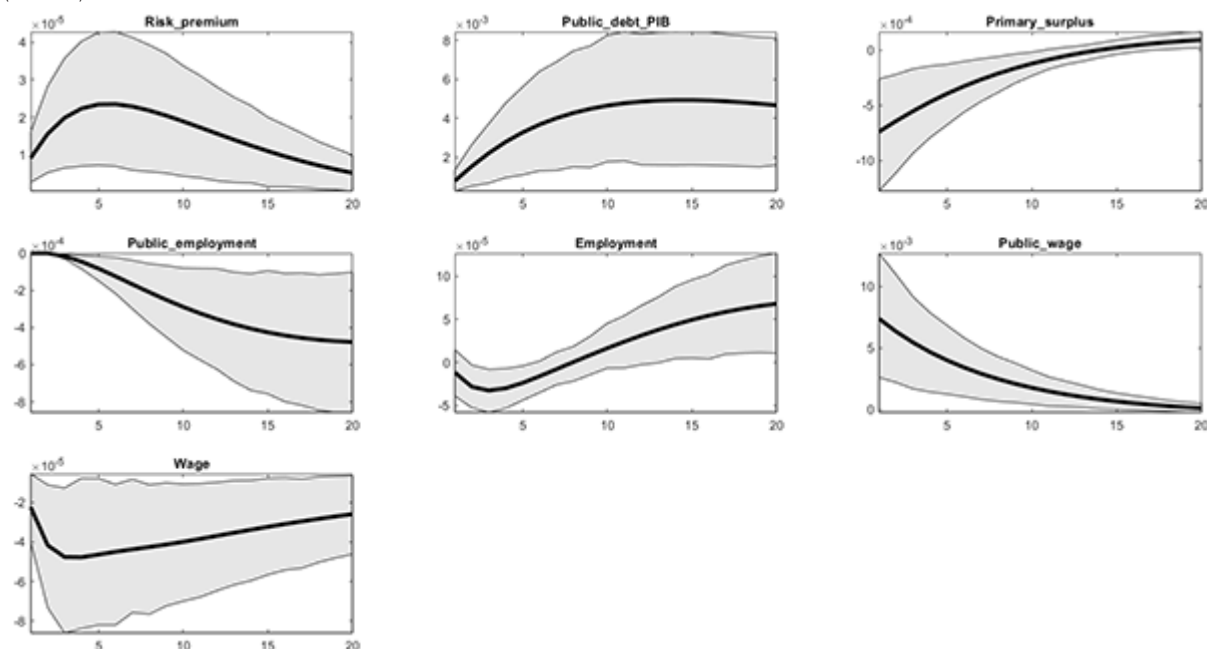 ×10⁻⁵ Risk_premium ×10⁻³ Public_debt_PIB ×10⁻⁴ Primary_surplus
4 8 0
3 6 -5
2 4 -10
1 2
5 10 15 20 5 10 15 20 5 10 15 20
×10⁻⁴ Public_employment ×10⁻⁵ Employment ×10⁻³ Public_wage
0 10 10
-2 5 5
-4 0 0
-6 -5
-8
5 10 15 20 5 10 15 20 5 10 15 20
×10⁻⁵ Wage
-2
-4
-6
-8
5 10 15 20